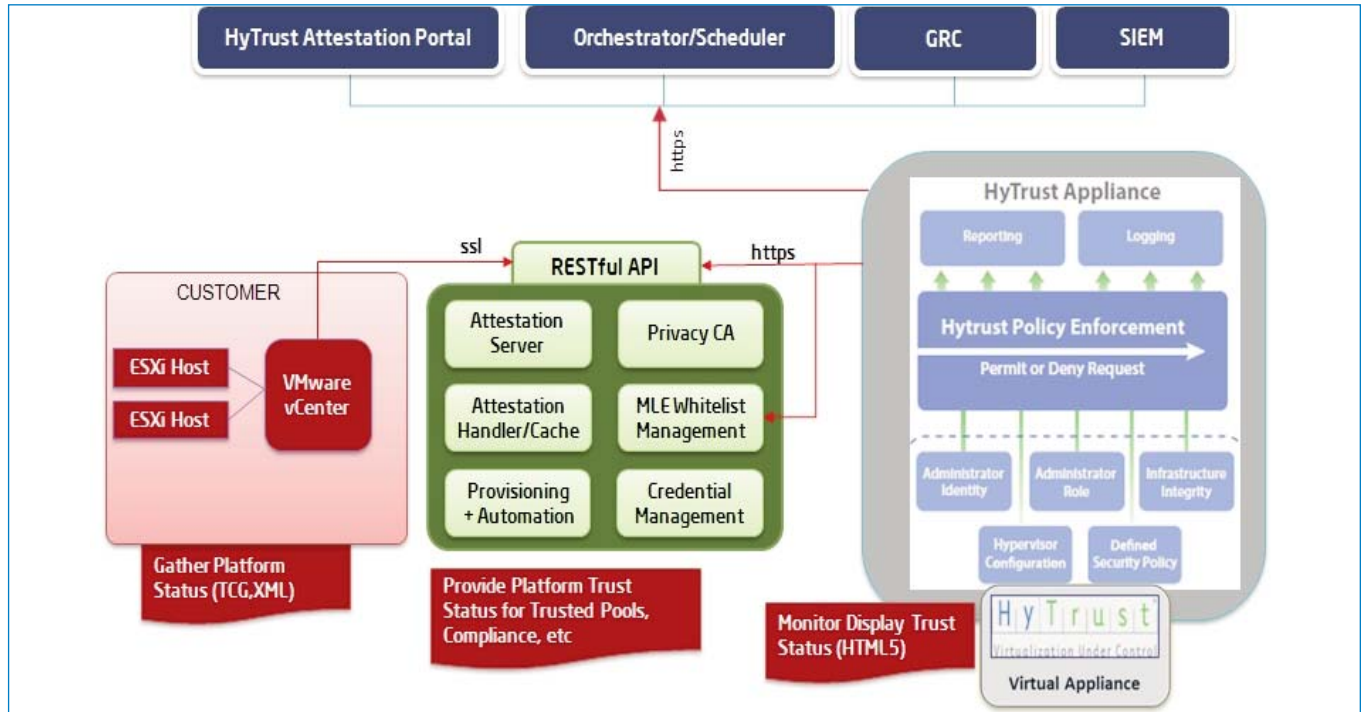 HyTrust Attestation Portal
Orchestrator/Scheduler
GRC
SIEM
https
HyTrust Appliance
Reporting
Logging
Hytrust Policy Enforcement
Permit or Deny Request
Administrator
Identity
Administrator
Role
Infrastructure
Integrity
Hypervisor
Configuration
Defined
Security Policy
HyTrust
Virtualization Under Control
Virtual Appliance
ssl
https
RESTful API
Attestation
Server
Privacy CA
Attestation
Handler/Cache
MLE Whitelist
Management
Provisioning
+ Automation
Credential
Management
CUSTOMER
ESXi Host
ESXi Host
VMware
vCenter
Gather Platform
Status (TCG,XML)
Provide Platform Trust
Status for Trusted Pools,
Compliance, etc
Monitor Display Trust
Status (HTML5)